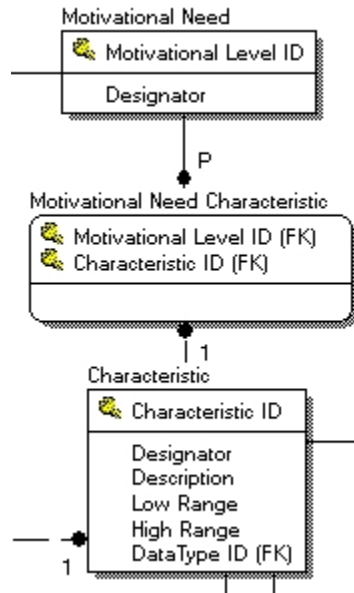 Motivational Need
Motivational Level ID
Designator
P
Motivational Need Characteristic
Motivational Level ID (FK)
Characteristic ID (FK)
1
Characteristic
Characteristic ID
Designator
Description
Low Range
High Range
DataType ID (FK)
1